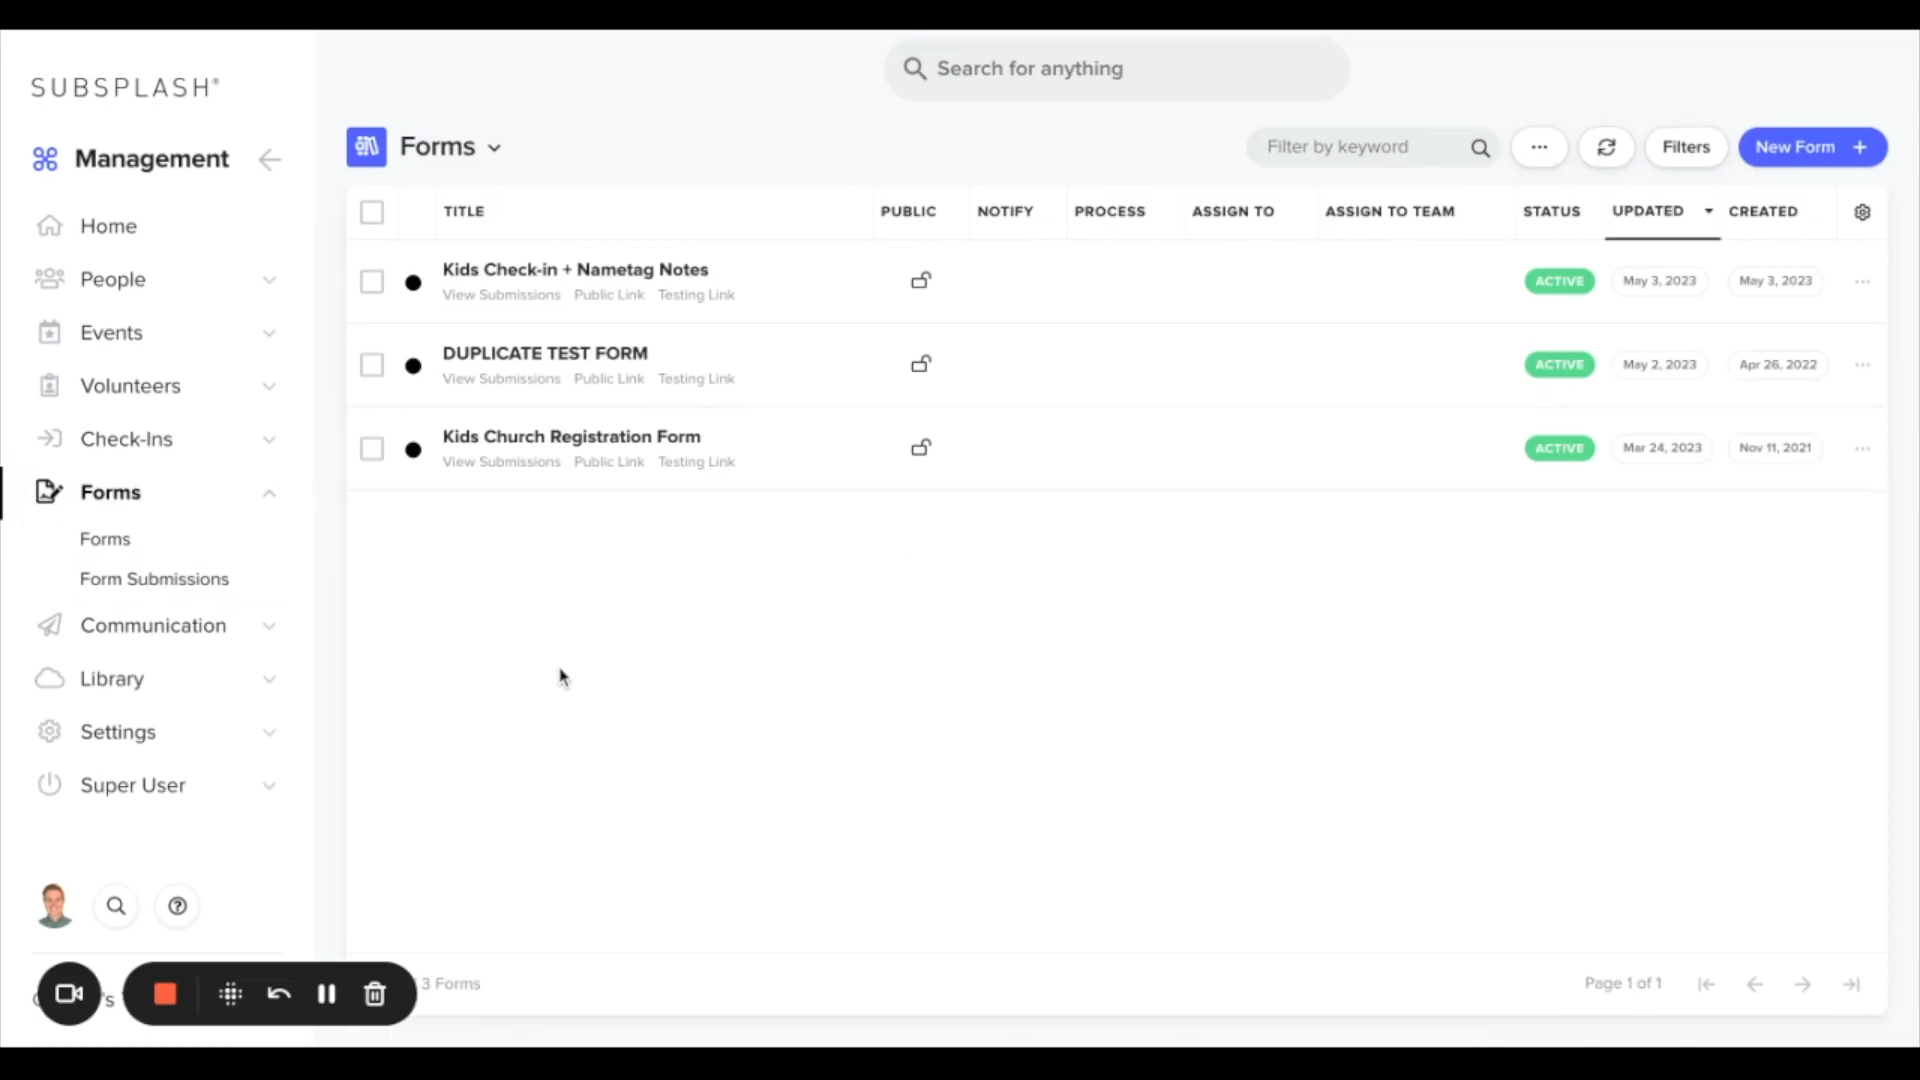 SUBSPLASH®
Management
Home
People
Events
Volunteers
Check-Ins
Forms
Forms
Form Submissions
Communication
Library
Settings
Super User
Search for anything
Forms
Filter by keyword
Filters
New Form +
TITLE PUBLIC NOTIFY PROCESS ASSIGN TO ASSIGN TO TEAM STATUS UPDATED CREATED
Kids Check-in + Nametag Notes
View Submissions Public Link Testing Link
ACTIVE May 3, 2023 May 3, 2023
DUPLICATE TEST FORM
View Submissions Public Link Testing Link
ACTIVE May 2, 2023 Apr 26, 2022
Kids Church Registration Form
View Submissions Public Link Testing Link
ACTIVE Mar 24, 2023 Nov 11, 2021
3 Forms
Page 1 of 1